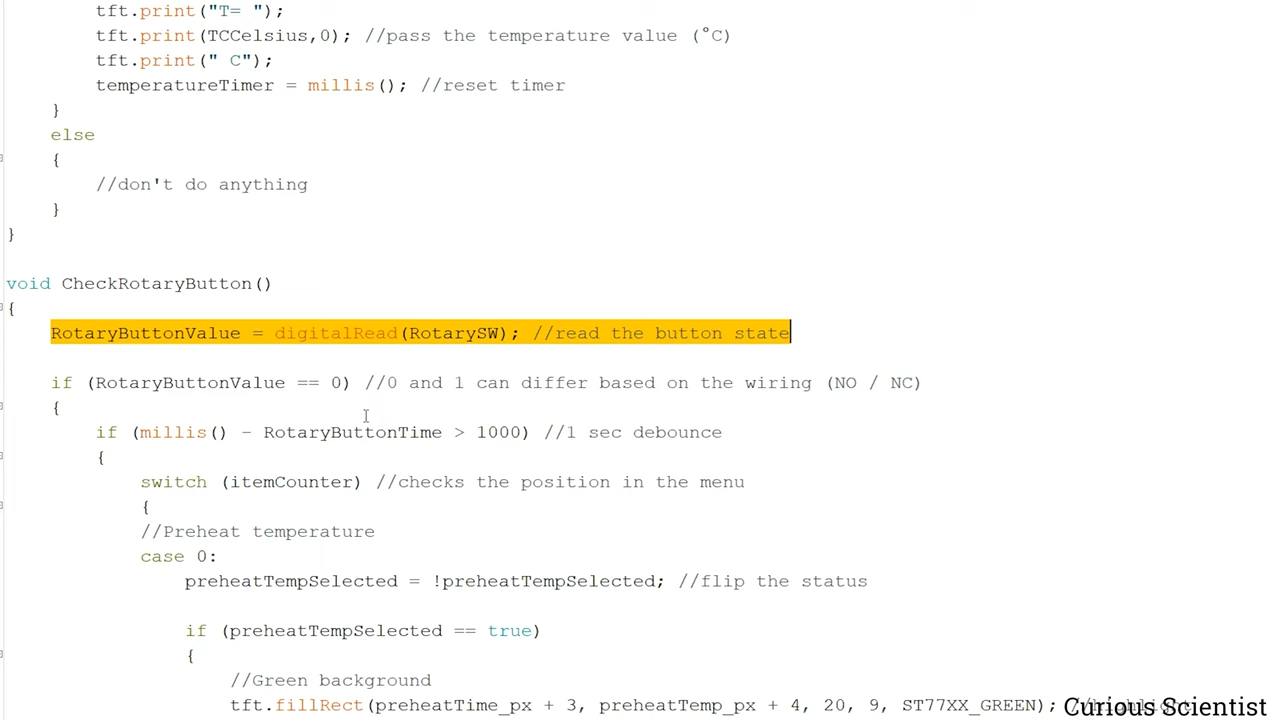 tft.print("T= ");
tft.print(TCCelsius,0); //pass the temperature value (°C)
tft.print(" C");
temperatureTimer = millis(); //reset timer
}
else
{
//don't do anything
}
}
void CheckRotaryButton()
{
RotaryButtonValue = digitalRead(RotarySW); //read the button state
if (RotaryButtonValue == 0) //0 and 1 can differ based on the wiring (NO / NC)
{
if (millis() - RotaryButtonTime > 1000) //1 sec debounce
{
switch (itemCounter) //checks the position in the menu
{
//Preheat temperature
case 0:
preheatTempSelected = !preheatTempSelected; //flip the status
if (preheatTempSelected == true)
{
//Green background
tft.fillRect(preheatTime_px + 3, preheatTemp_px + 4, 20, 9, ST77XX_GREEN);
Curious Scientist